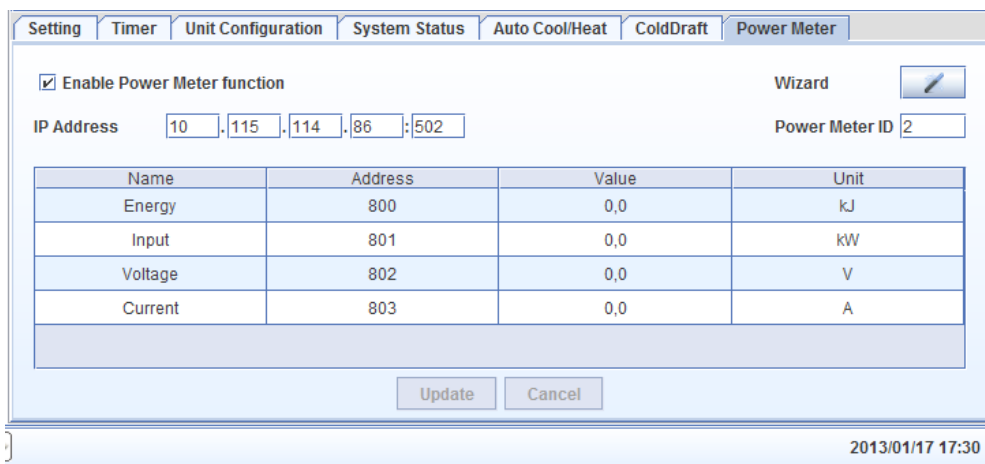 Setting Timer Unit Configuration System Status Auto Cool/Heat ColdDraft Power Meter
Enable Power Meter function Wizard
IP Address 10 . 115 . 114 . 86 : 502 Power Meter ID 2
Name Address Value Unit
Energy 800 0,0 kJ
Input 801 0,0 kW
Voltage 802 0,0 V
Current 803 0,0 A
Update Cancel
2013/01/17 17:30